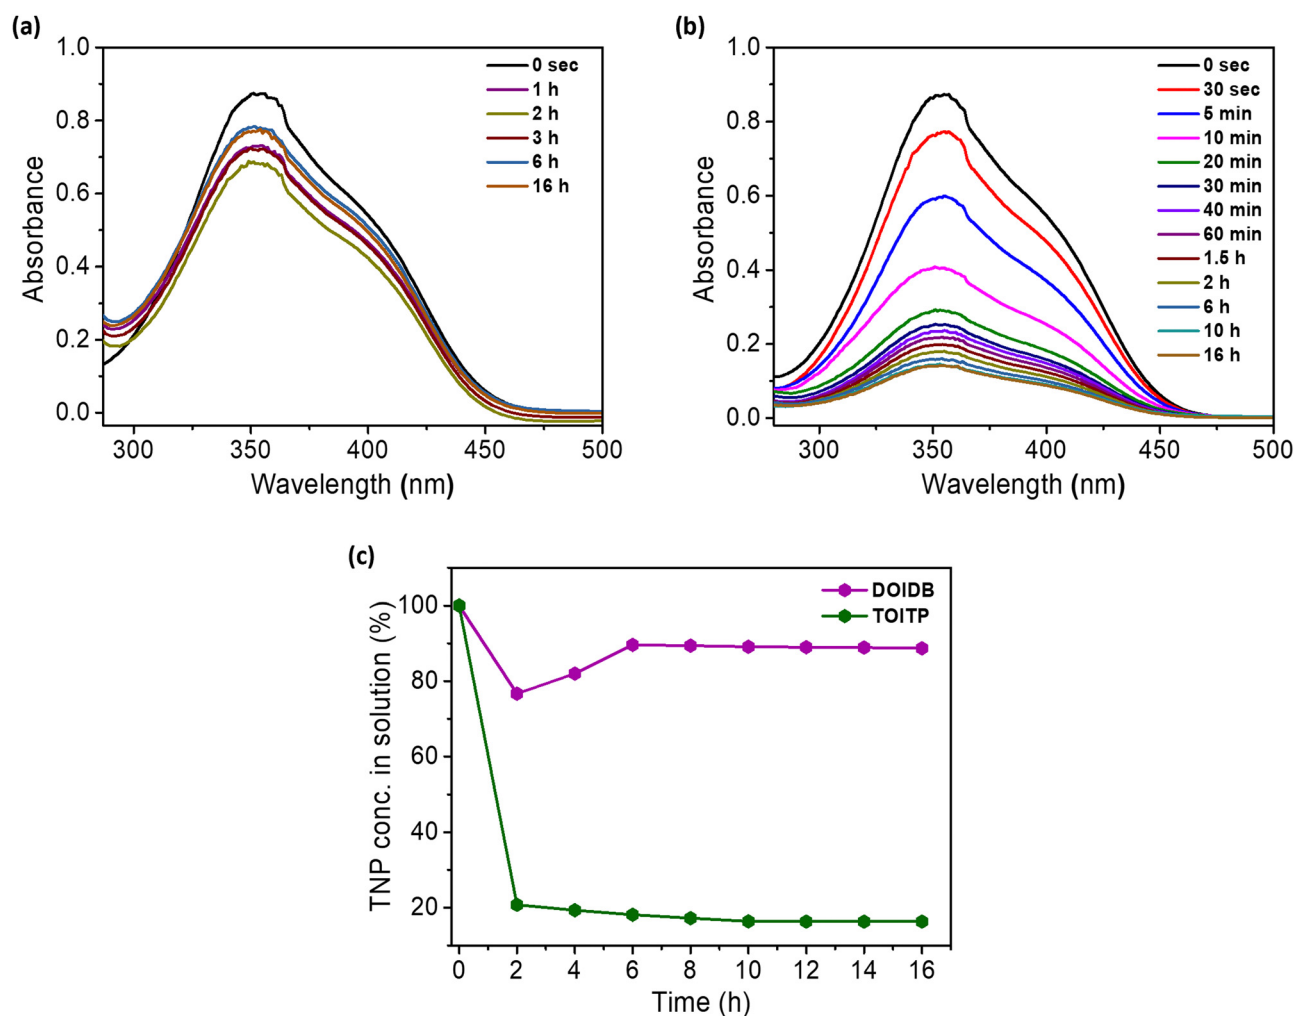 (a)
1.0
0.8
0.6
0.4
0.2
0.0
Absorbance
300 350 400 450 500
Wavelength (nm)
0 sec
1 h
2 h
3 h
6 h
16 h
(b)
1.0
0.8
0.6
0.4
0.2
0.0
Absorbance
300 350 400 450 500
Wavelength (nm)
0 sec
30 sec
5 min
10 min
20 min
30 min
40 min
60 min
1.5 h
2 h
6 h
10 h
16 h
(c)
100
80
60
40
20
TNP conc. in solution (%)
0 2 4 6 8 10 12 14 16
Time (h)
DOIDB
TOITP